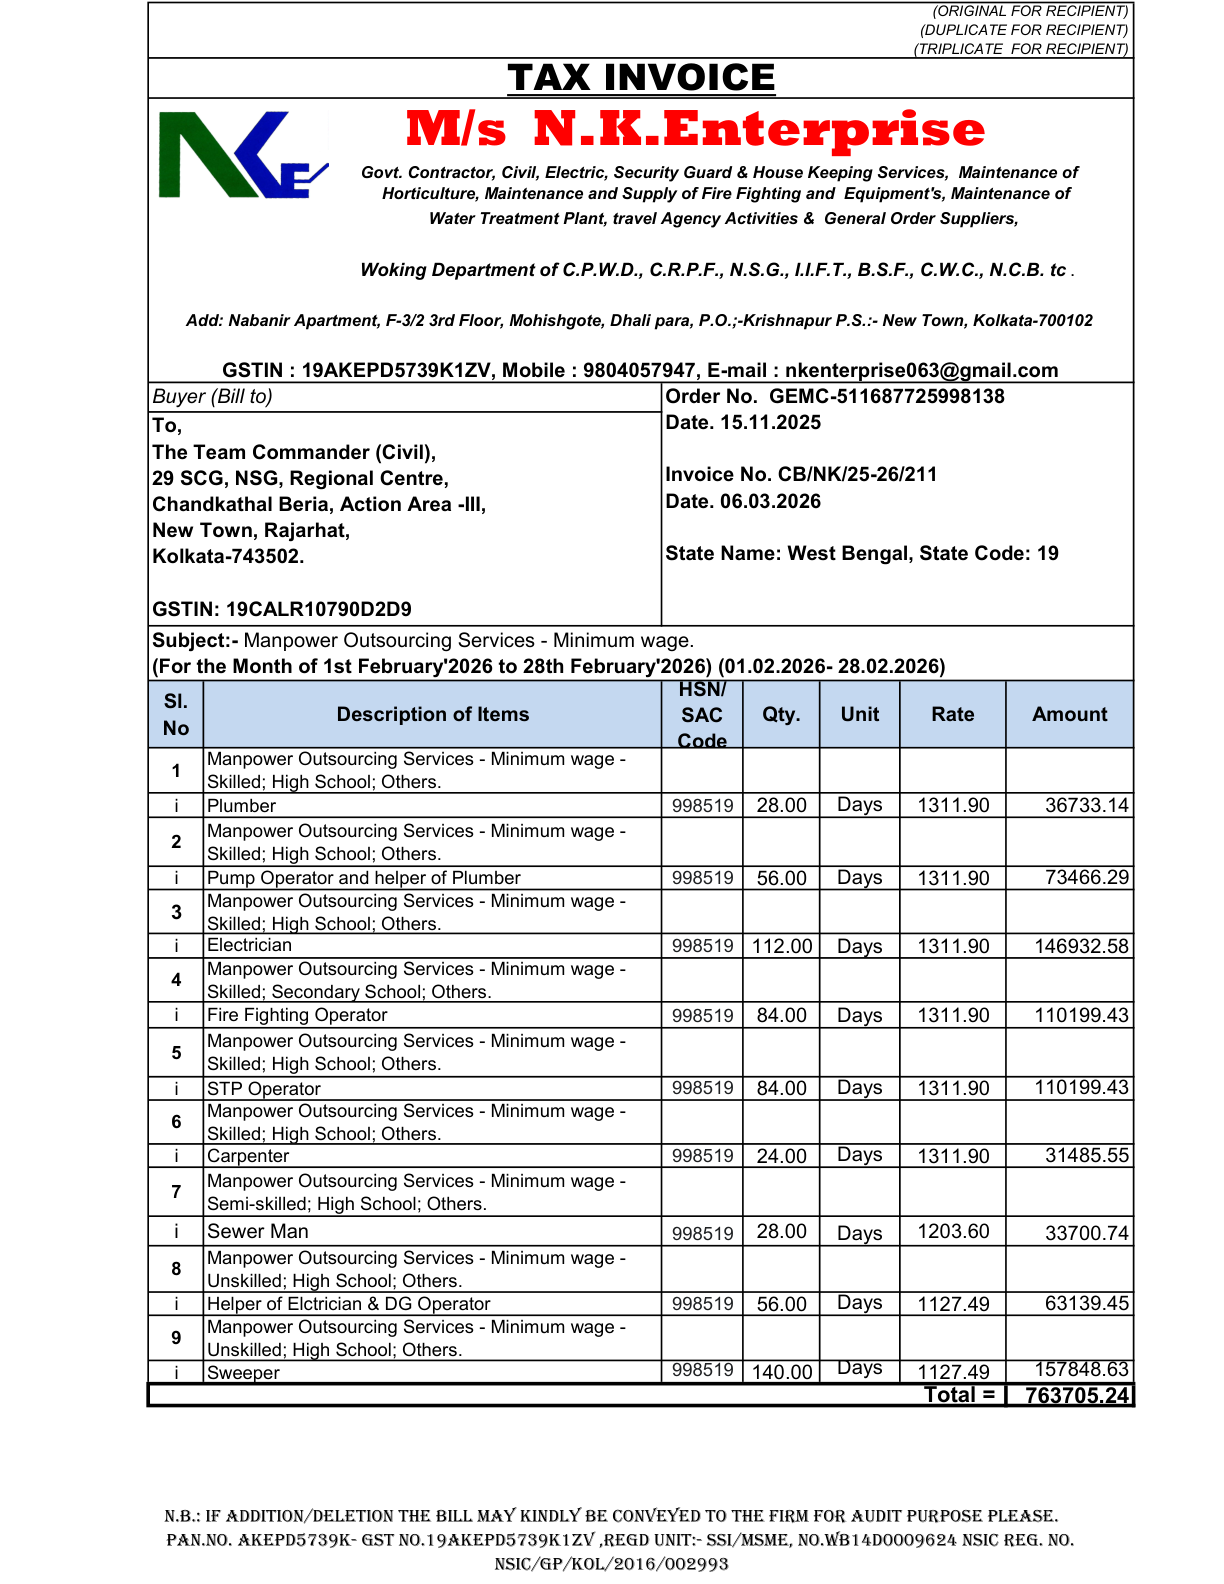 (ORIGINAL FOR RECIPIENT)
(DUPLICATE FOR RECIPIENT)
(TRIPLICATE FOR RECIPIENT)
TAX INVOICE
NKE
M/s N.K.Enterprise
Govt. Contractor, Civil, Electric, Security Guard & House Keeping Services, Maintenance of
Horticulture, Maintenance and Supply of Fire Fighting and Equipment's, Maintenance of
Water Treatment Plant, travel Agency Activities & General Order Suppliers,
Woking Department of C.P.W.D., C.R.P.F., N.S.G., I.I.F.T., B.S.F., C.W.C., N.C.B. tc .
Add: Nabanir Apartment, F-3/2 3rd Floor, Mohishgote, Dhali para, P.O.;-Krishnapur P.S.:- New Town, Kolkata-700102
GSTIN : 19AKEPD5739K1ZV, Mobile : 9804057947, E-mail : nkenterprise063@gmail.com
Buyer (Bill to)
To,
The Team Commander (Civil),
29 SCG, NSG, Regional Centre,
Chandkathal Beria, Action Area -III,
New Town, Rajarhat,
Kolkata-743502.
GSTIN: 19CALR10790D2D9
Order No. GEMC-511687725998138
Date. 15.11.2025
Invoice No. CB/NK/25-26/211
Date. 06.03.2026
State Name: West Bengal, State Code: 19
Subject:- Manpower Outsourcing Services - Minimum wage.
(For the Month of 1st February'2026 to 28th February'2026) (01.02.2026- 28.02.2026)
Sl. No Description of Items HSN/ SAC Code Qty. Unit Rate Amount
1 Manpower Outsourcing Services - Minimum wage -
Skilled; High School; Others.
i Plumber 998519 28.00 Days 1311.90 36733.14
2 Manpower Outsourcing Services - Minimum wage -
Skilled; High School; Others.
i Pump Operator and helper of Plumber 998519 56.00 Days 1311.90 73466.29
3 Manpower Outsourcing Services - Minimum wage -
Skilled; High School; Others.
i Electrician 998519 112.00 Days 1311.90 146932.58
4 Manpower Outsourcing Services - Minimum wage -
Skilled; Secondary School; Others.
i Fire Fighting Operator 998519 84.00 Days 1311.90 110199.43
5 Manpower Outsourcing Services - Minimum wage -
Skilled; High School; Others.
i STP Operator 998519 84.00 Days 1311.90 110199.43
6 Manpower Outsourcing Services - Minimum wage -
Skilled; High School; Others.
i Carpenter 998519 24.00 Days 1311.90 31485.55
7 Manpower Outsourcing Services - Minimum wage -
Semi-skilled; High School; Others.
i Sewer Man 998519 28.00 Days 1203.60 33700.74
8 Manpower Outsourcing Services - Minimum wage -
Unskilled; High School; Others.
i Helper of Elctrician & DG Operator 998519 56.00 Days 1127.49 63139.45
9 Manpower Outsourcing Services - Minimum wage -
Unskilled; High School; Others.
i Sweeper 998519 140.00 Days 1127.49 157848.63
Total = 763705.24
N.B.: IF ADDITION/DELETION THE BILL MAY KINDLY BE CONVEYED TO THE FIRM FOR AUDIT PURPOSE PLEASE.
PAN.NO. AKEPD5739K- GST NO.19AKEPD5739K1ZV ,REGD UNIT:- SSI/MSME, NO.WB14D0009624 NSIC REG. NO.
NSIC/GP/KOL/2016/002993